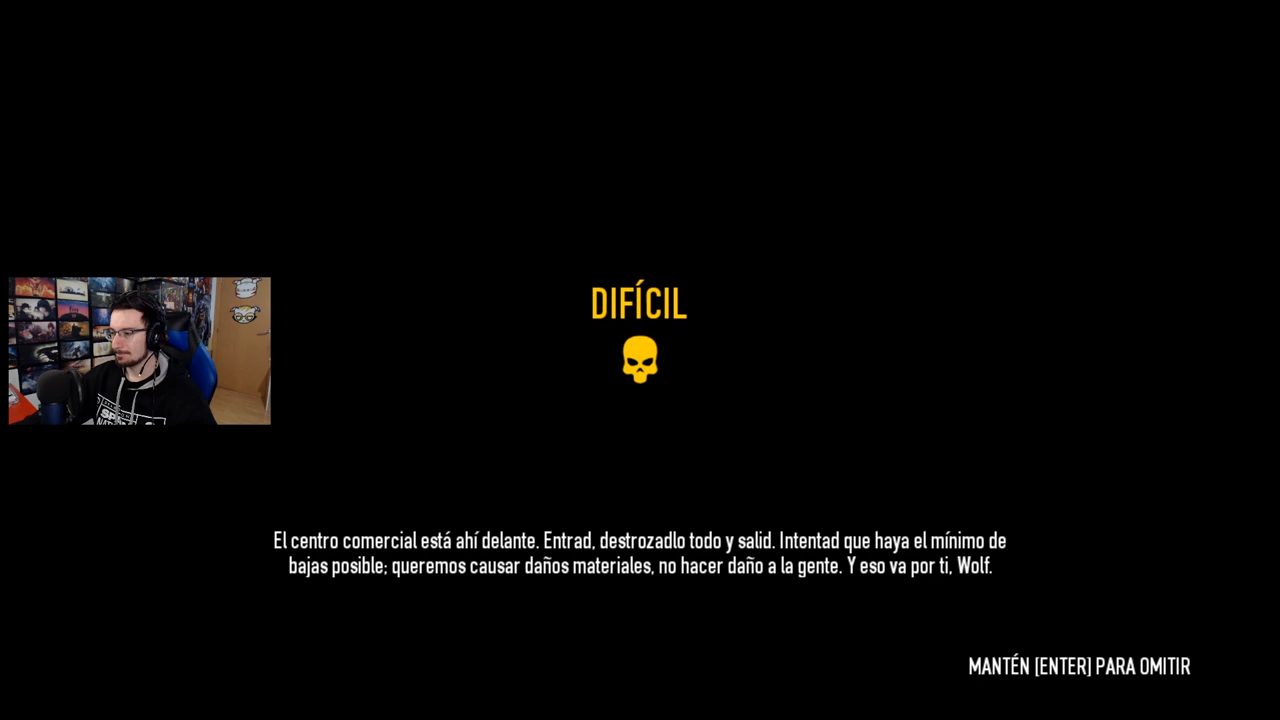 DIFÍCIL
El centro comercial está ahí delante. Entrad, destrozadlo todo y salid. Intentad que haya el mínimo de
bajas posible; queremos causar daños materiales, no hacer daño a la gente. Y eso va por ti, Wolf.
MANTÉN [ENTER] PARA OMITIR